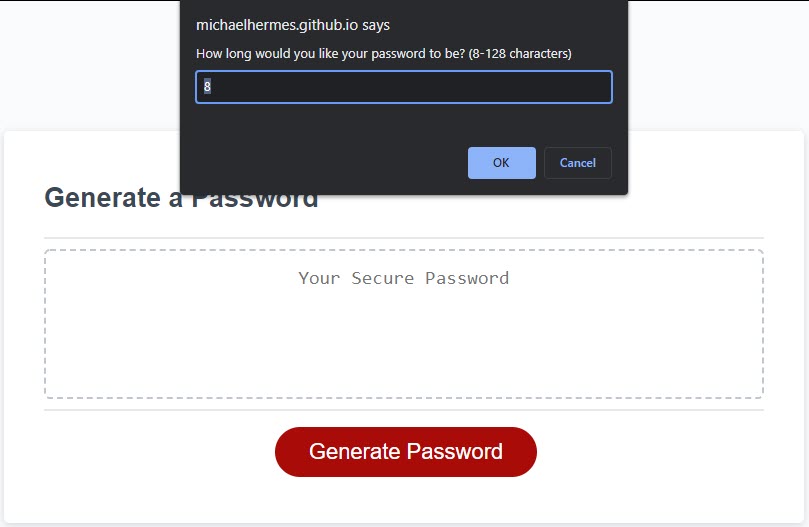 michaelhermes.github.io says
How long would you like your password to be? (8-128 characters)
8
OK Cancel
Generate a Password
Your Secure Password
Generate Password